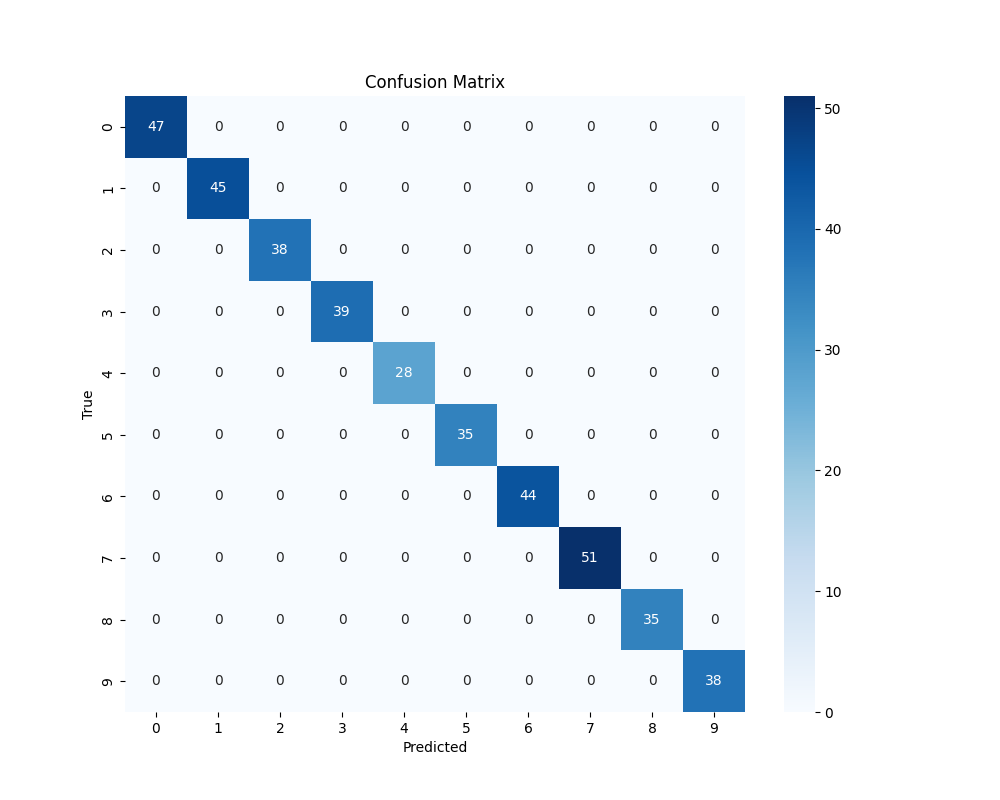 Confusion Matrix
0 47 0 0 0 0 0 0 0 0 0
1 0 45 0 0 0 0 0 0 0 0
2 0 0 38 0 0 0 0 0 0 0
3 0 0 0 39 0 0 0 0 0 0
4 0 0 0 0 28 0 0 0 0 0
5 0 0 0 0 0 35 0 0 0 0
6 0 0 0 0 0 0 44 0 0 0
7 0 0 0 0 0 0 0 51 0 0
8 0 0 0 0 0 0 0 0 35 0
9 0 0 0 0 0 0 0 0 0 38
0 1 2 3 4 5 6 7 8 9
Predicted
True
50
40
30
20
10
0